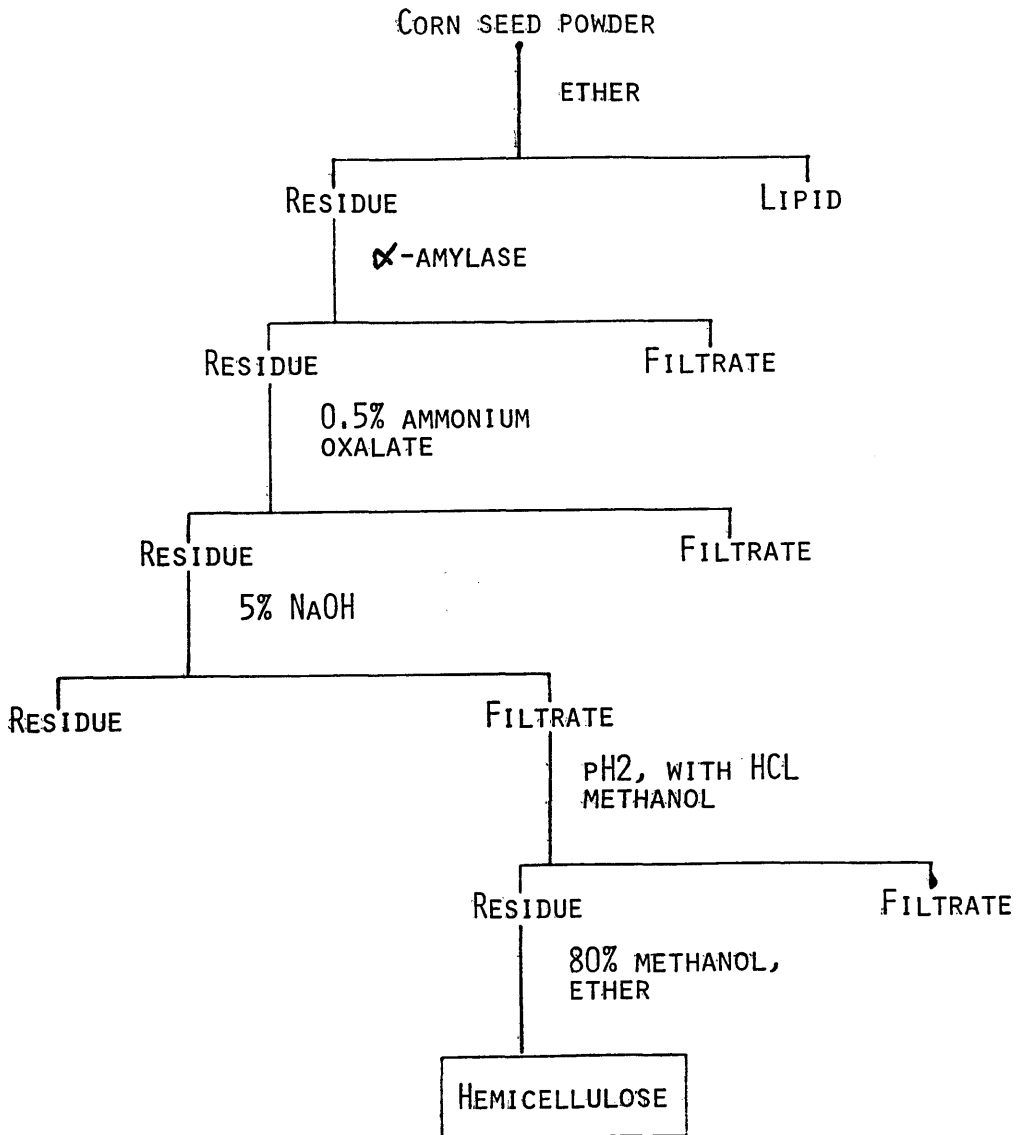 CORN SEED POWDER
ETHER
RESIDUE
LIPID
α-AMYLASE
RESIDUE
FILTRATE
0.5% AMMONIUM
OXALATE
RESIDUE
FILTRATE
5% NAOH
RESIDUE
FILTRATE
PH2, WITH HCL
METHANOL
RESIDUE
FILTRATE
80% METHANOL,
ETHER
HEMICELLULOSE